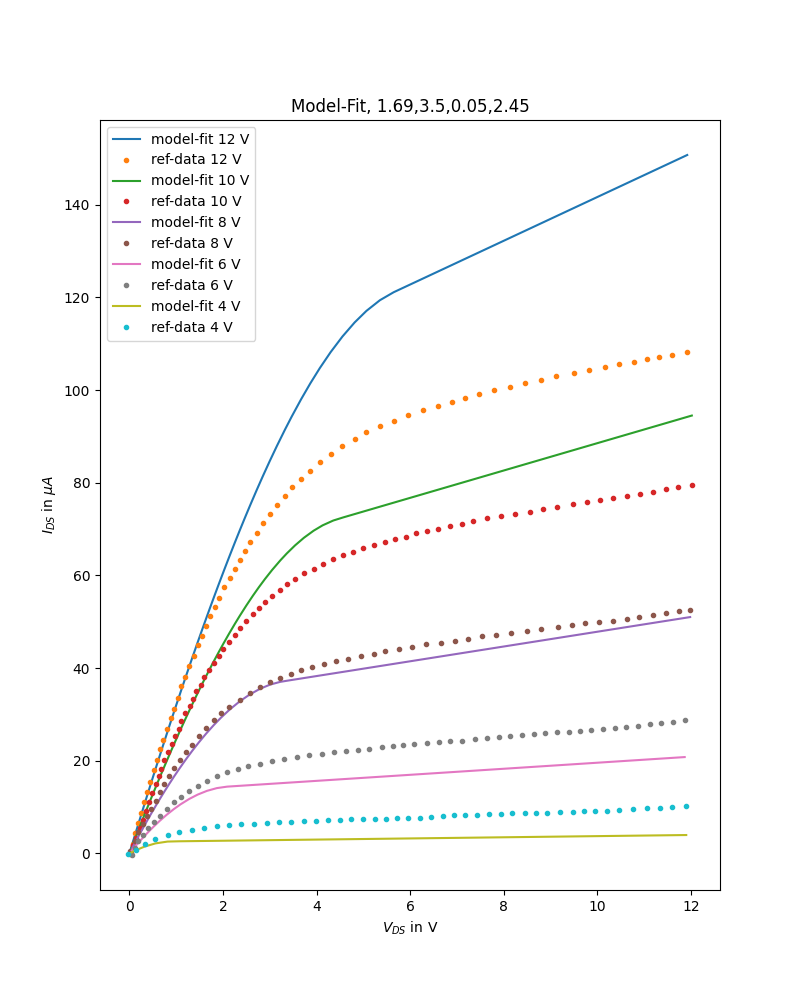 Model-Fit, 1.69,3.5,0.05,2.45
model-fit 12 V
ref-data 12 V
model-fit 10 V
ref-data 10 V
model-fit 8 V
ref-data 8 V
model-fit 6 V
ref-data 6 V
model-fit 4 V
ref-data 4 V
140
120
100
80
60
40
20
0
I_DS in μA
0 2 4 6 8 10 12
V_DS in V